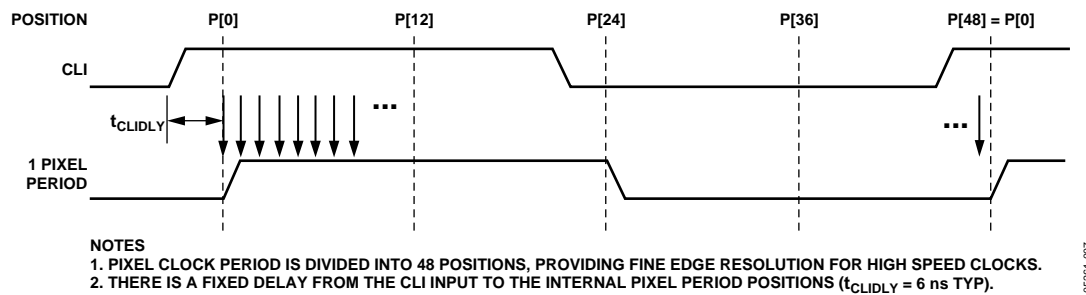 POSITION P[0] P[12] P[24] P[36] P[48] = P[0]
CLI
...
...
tCLIDLY
1 PIXEL
PERIOD
NOTES
1. PIXEL CLOCK PERIOD IS DIVIDED INTO 48 POSITIONS, PROVIDING FINE EDGE RESOLUTION FOR HIGH SPEED CLOCKS.
2. THERE IS A FIXED DELAY FROM THE CLI INPUT TO THE INTERNAL PIXEL PERIOD POSITIONS (tCLIDLY = 6 ns TYP).